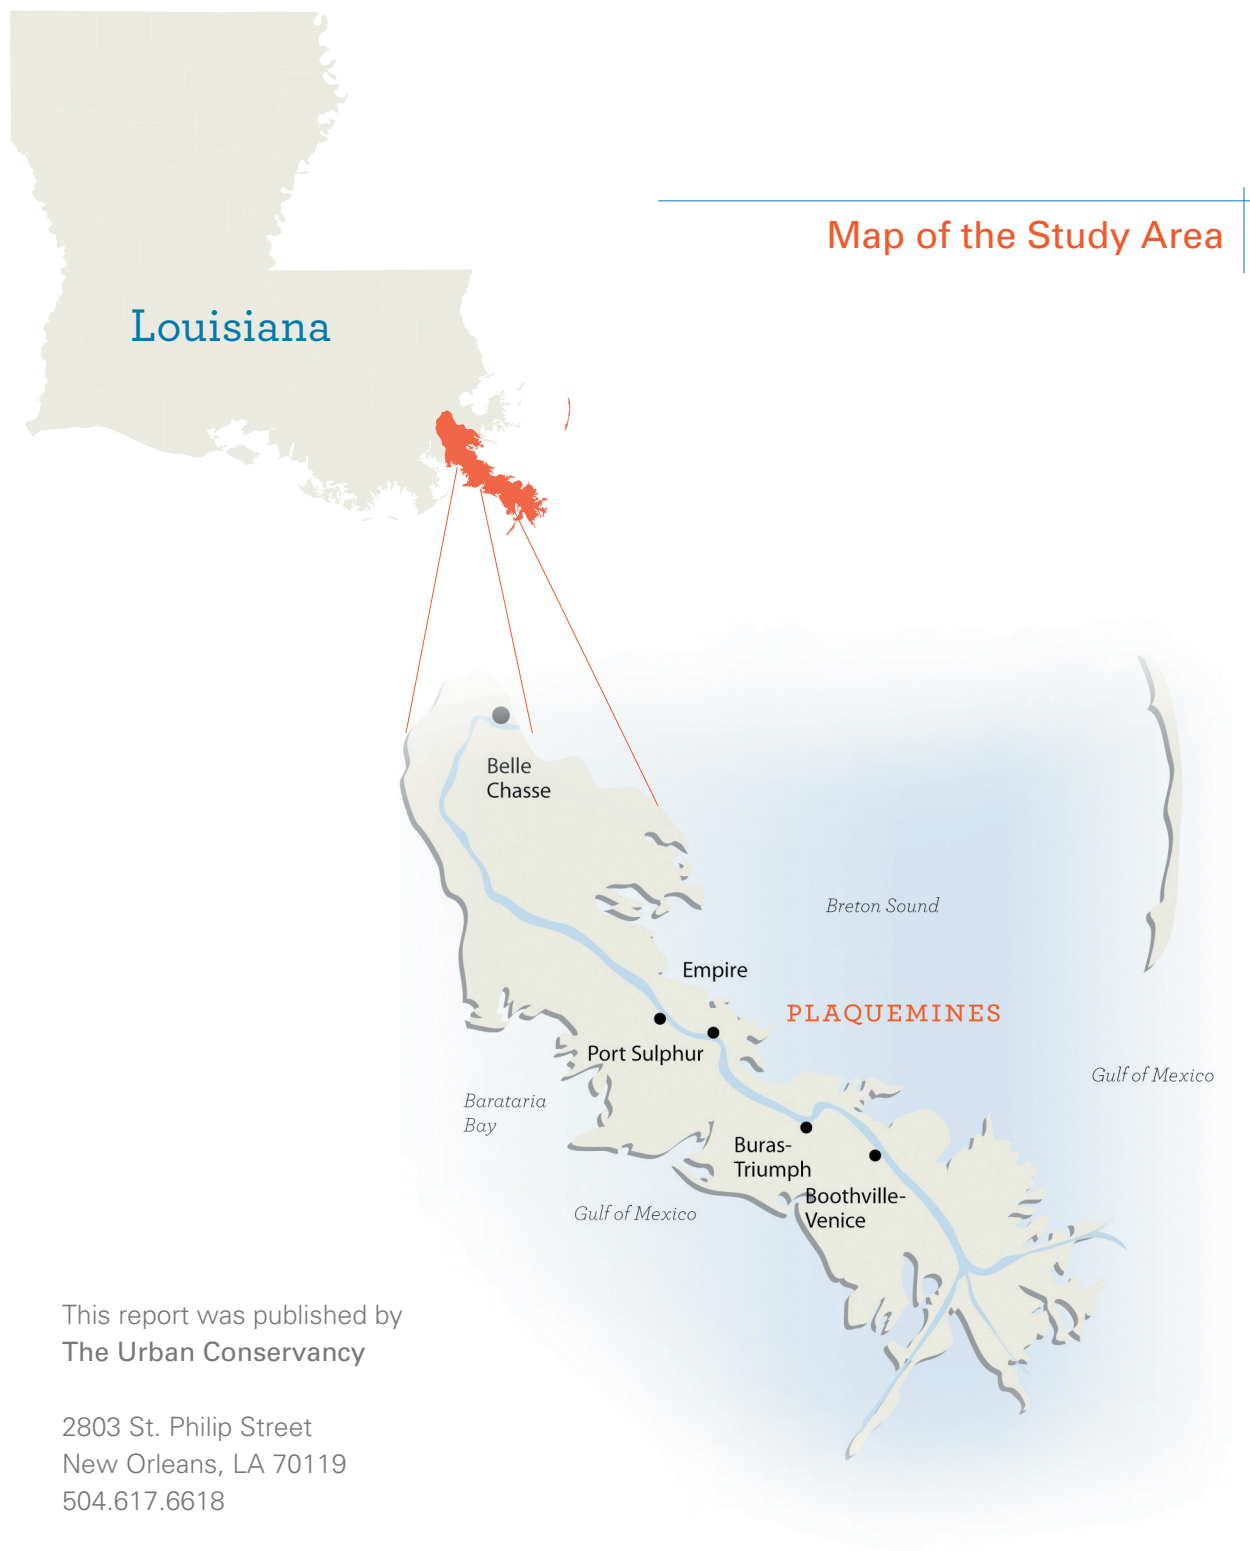 Map of the Study Area
Louisiana
Belle
Chasse
Breton Sound
Empire
PLAQUEMINES
Port Sulphur
Gulf of Mexico
Barataria
Bay
Buras-
Triumph
Boothville-
Venice
Gulf of Mexico
This report was published by
The Urban Conservancy
2803 St. Philip Street
New Orleans, LA 70119
504.617.6618